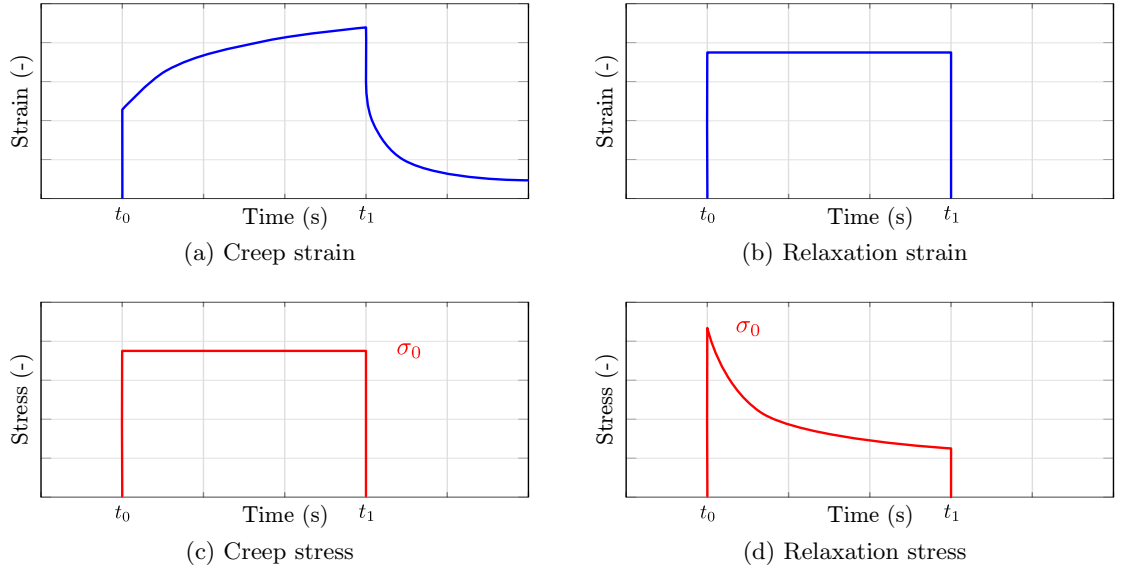 Strain (-)
t0 Time (s) t1
(a) Creep strain
Strain (-)
t0 Time (s) t1
(b) Relaxation strain
Stress (-)
σ0
t0 Time (s) t1
(c) Creep stress
Stress (-)
σ0
t0 Time (s) t1
(d) Relaxation stress